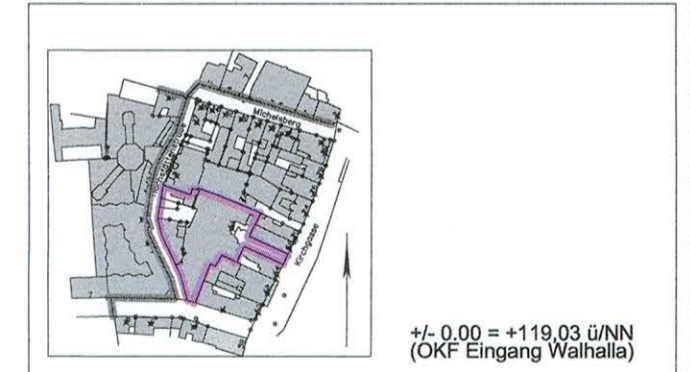 Michelsberg
Kirchgasse
+/- 0.00 = +119,03 ü/NN
(OKF Eingang Walhalla)